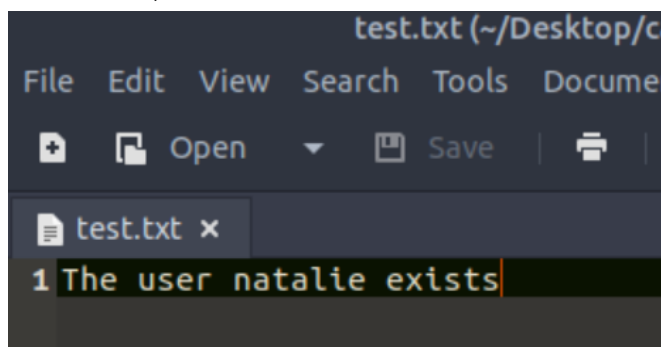 test.txt (~/Desktop/c
File Edit View Search Tools Docume
Open Save
test.txt ×
1 The user natalie exists